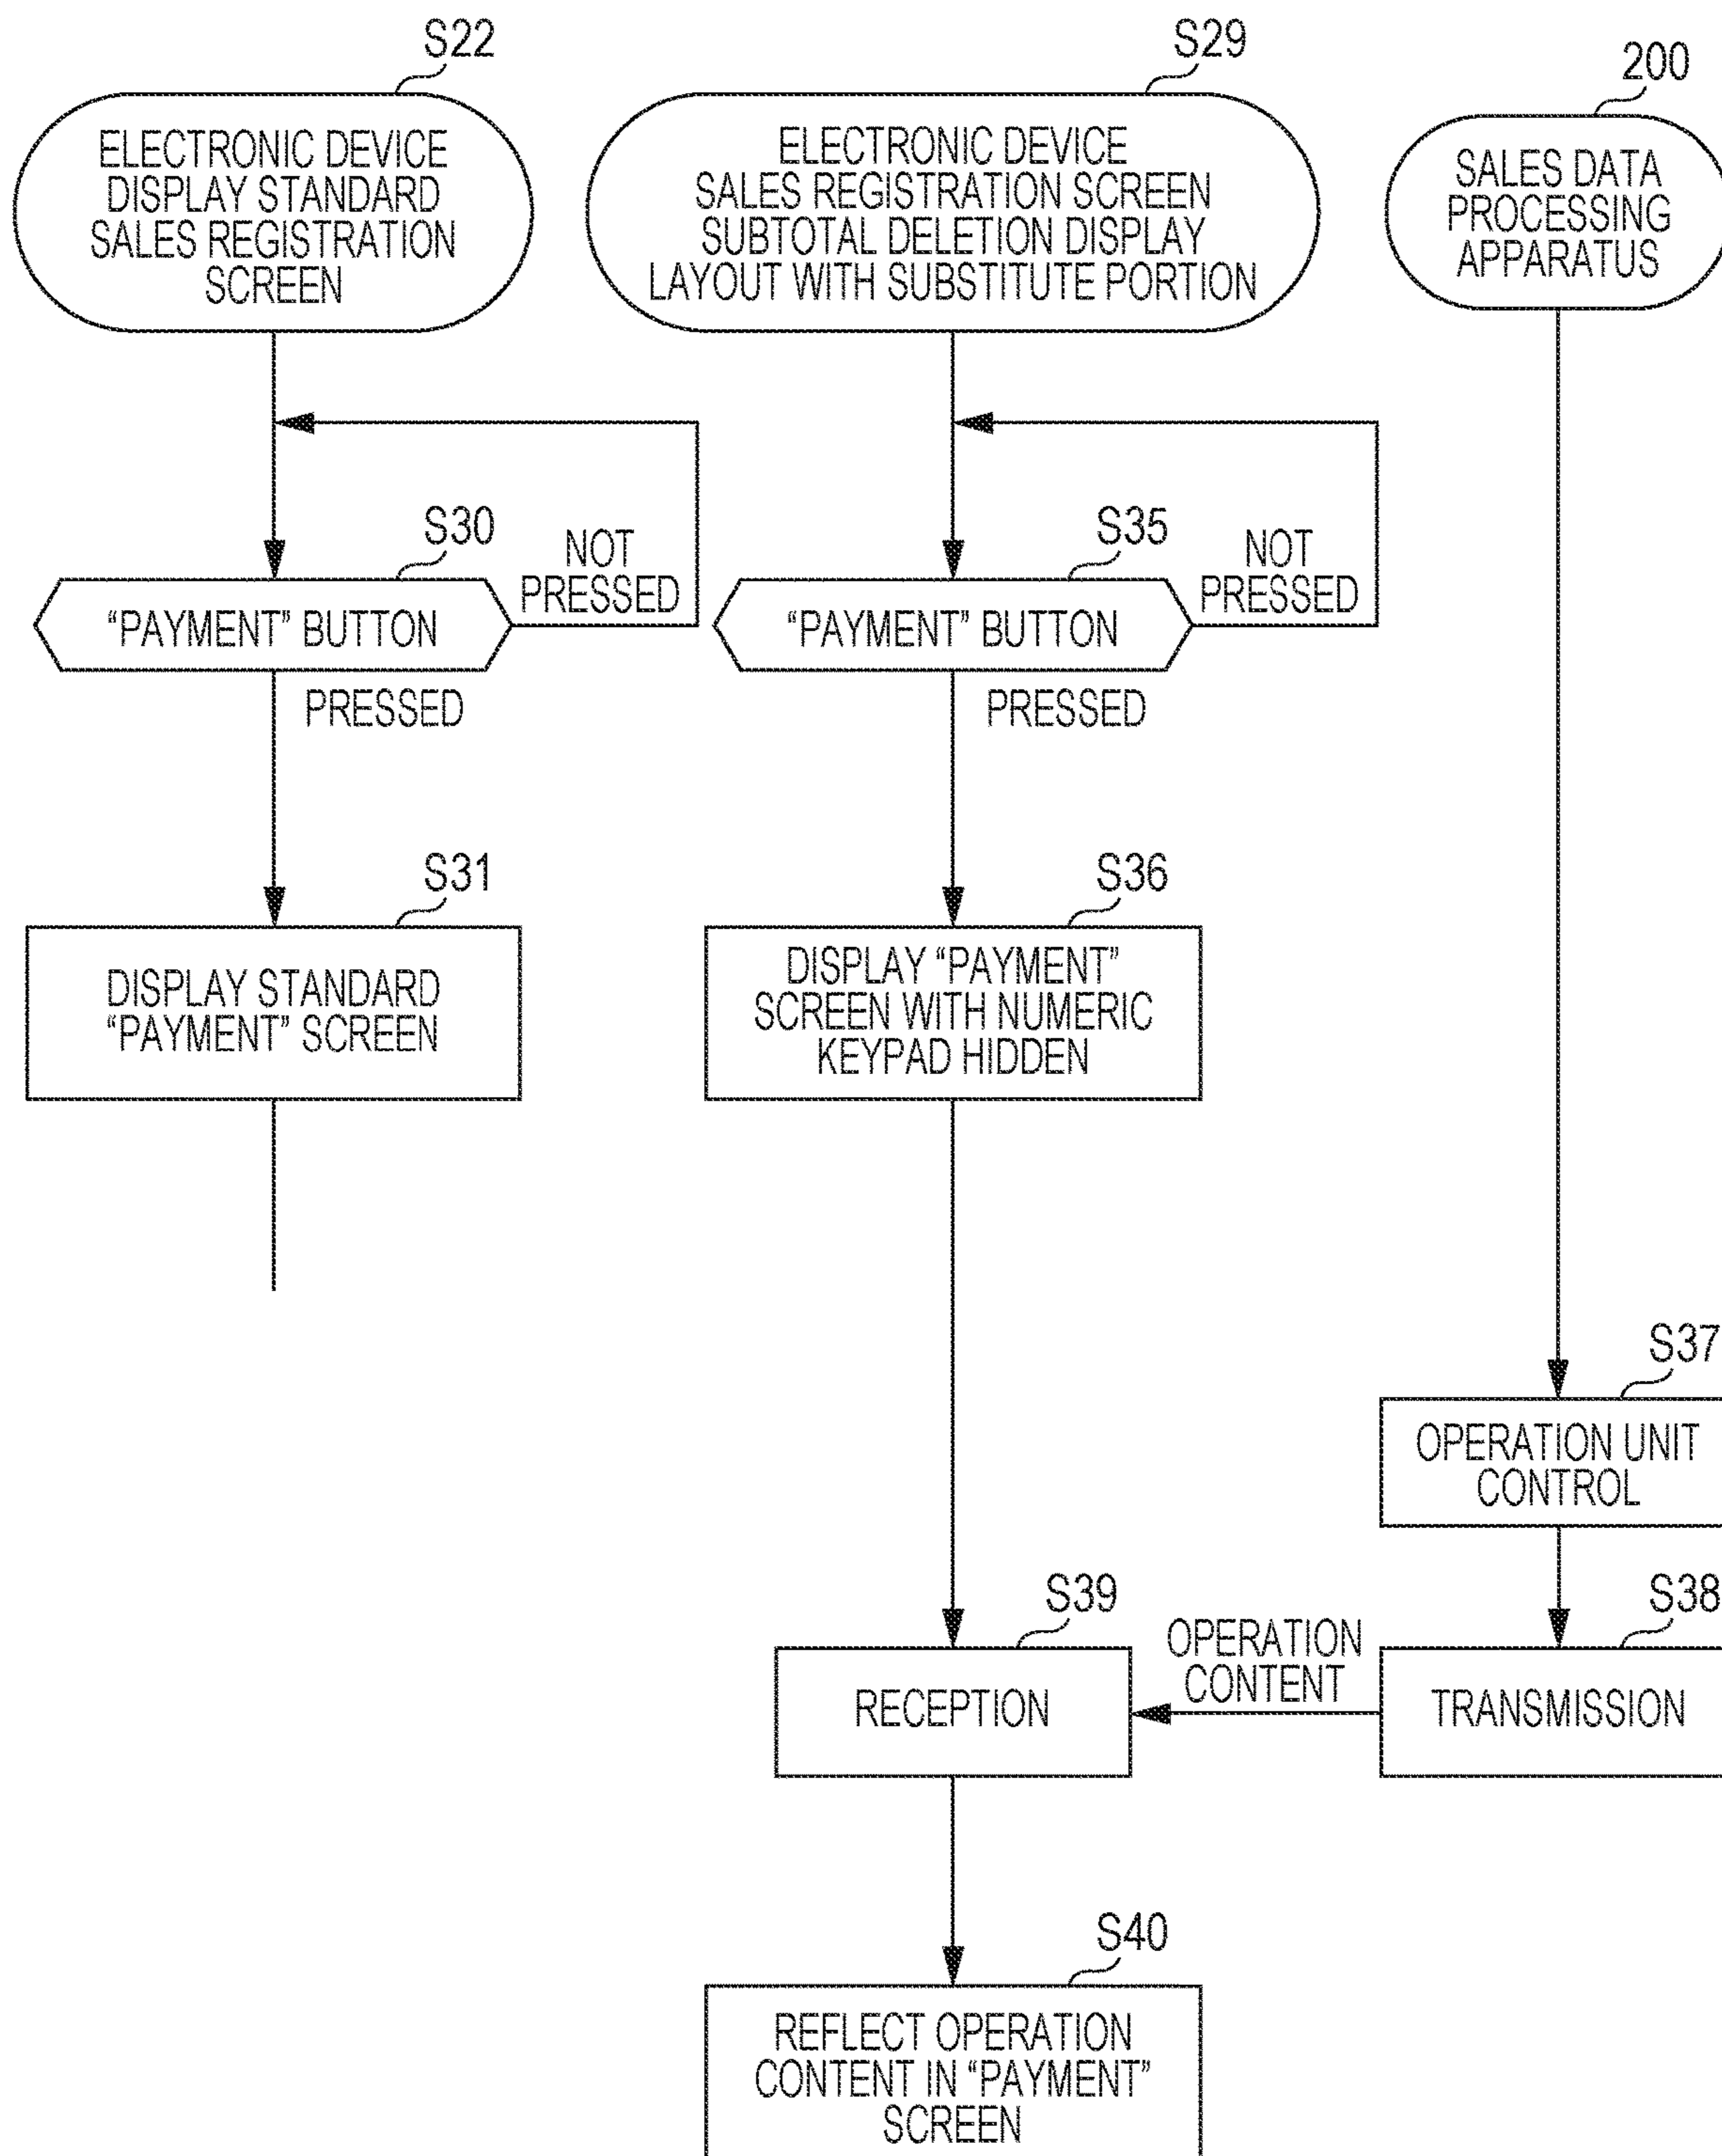 S22
ELECTRONIC DEVICE
DISPLAY STANDARD
SALES REGISTRATION
SCREEN
S29
ELECTRONIC DEVICE
SALES REGISTRATION SCREEN
SUBTOTAL DELETION DISPLAY
LAYOUT WITH SUBSTITUTE PORTION
200
SALES DATA
PROCESSING
APPARATUS
S30
NOT
PRESSED
“PAYMENT” BUTTON
PRESSED
S35
NOT
PRESSED
“PAYMENT” BUTTON
PRESSED
S31
DISPLAY STANDARD
“PAYMENT” SCREEN
S36
DISPLAY “PAYMENT”
SCREEN WITH NUMERIC
KEYPAD HIDDEN
S37
OPERATION UNIT
CONTROL
S39
RECEPTION
OPERATION
CONTENT
S38
TRANSMISSION
S40
REFLECT OPERATION
CONTENT IN “PAYMENT”
SCREEN